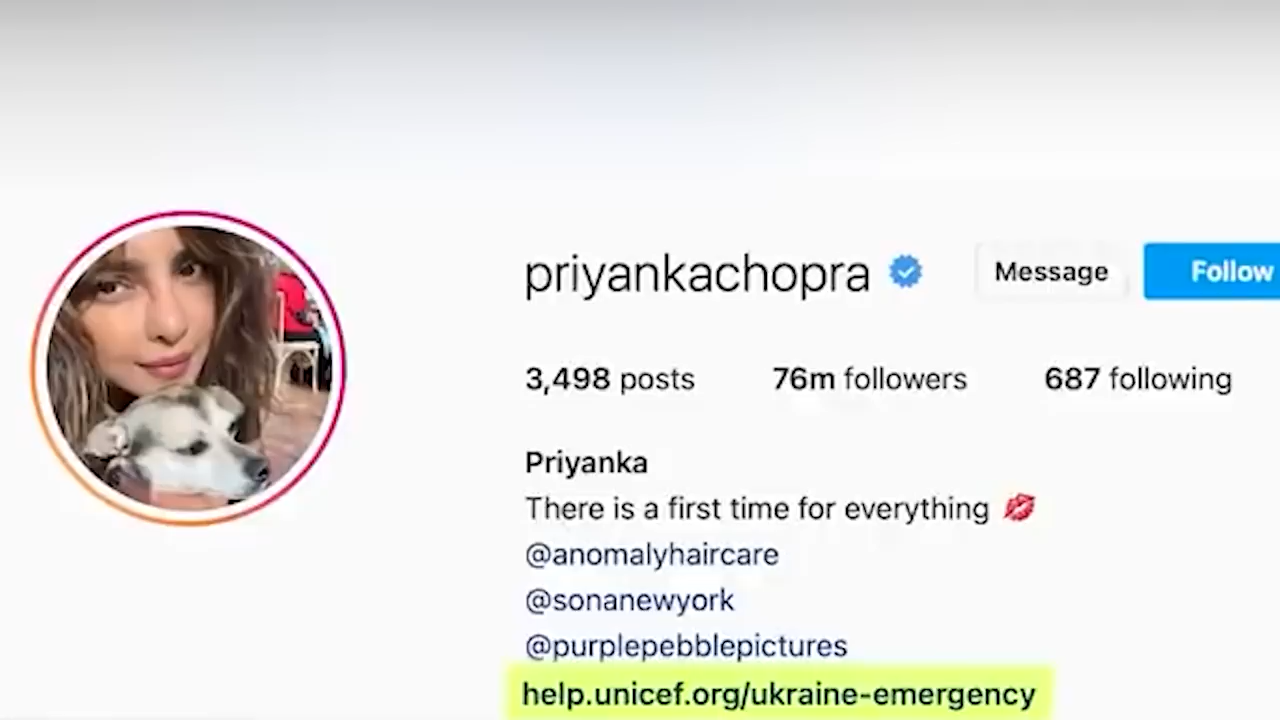 priyankachopra
Message
Follow
3,498 posts
76m followers
687 following
Priyanka
There is a first time for everything 💋
@anomalyhaircare
@sonanewyork
@purplepebblepictures
help.unicef.org/ukraine-emergency